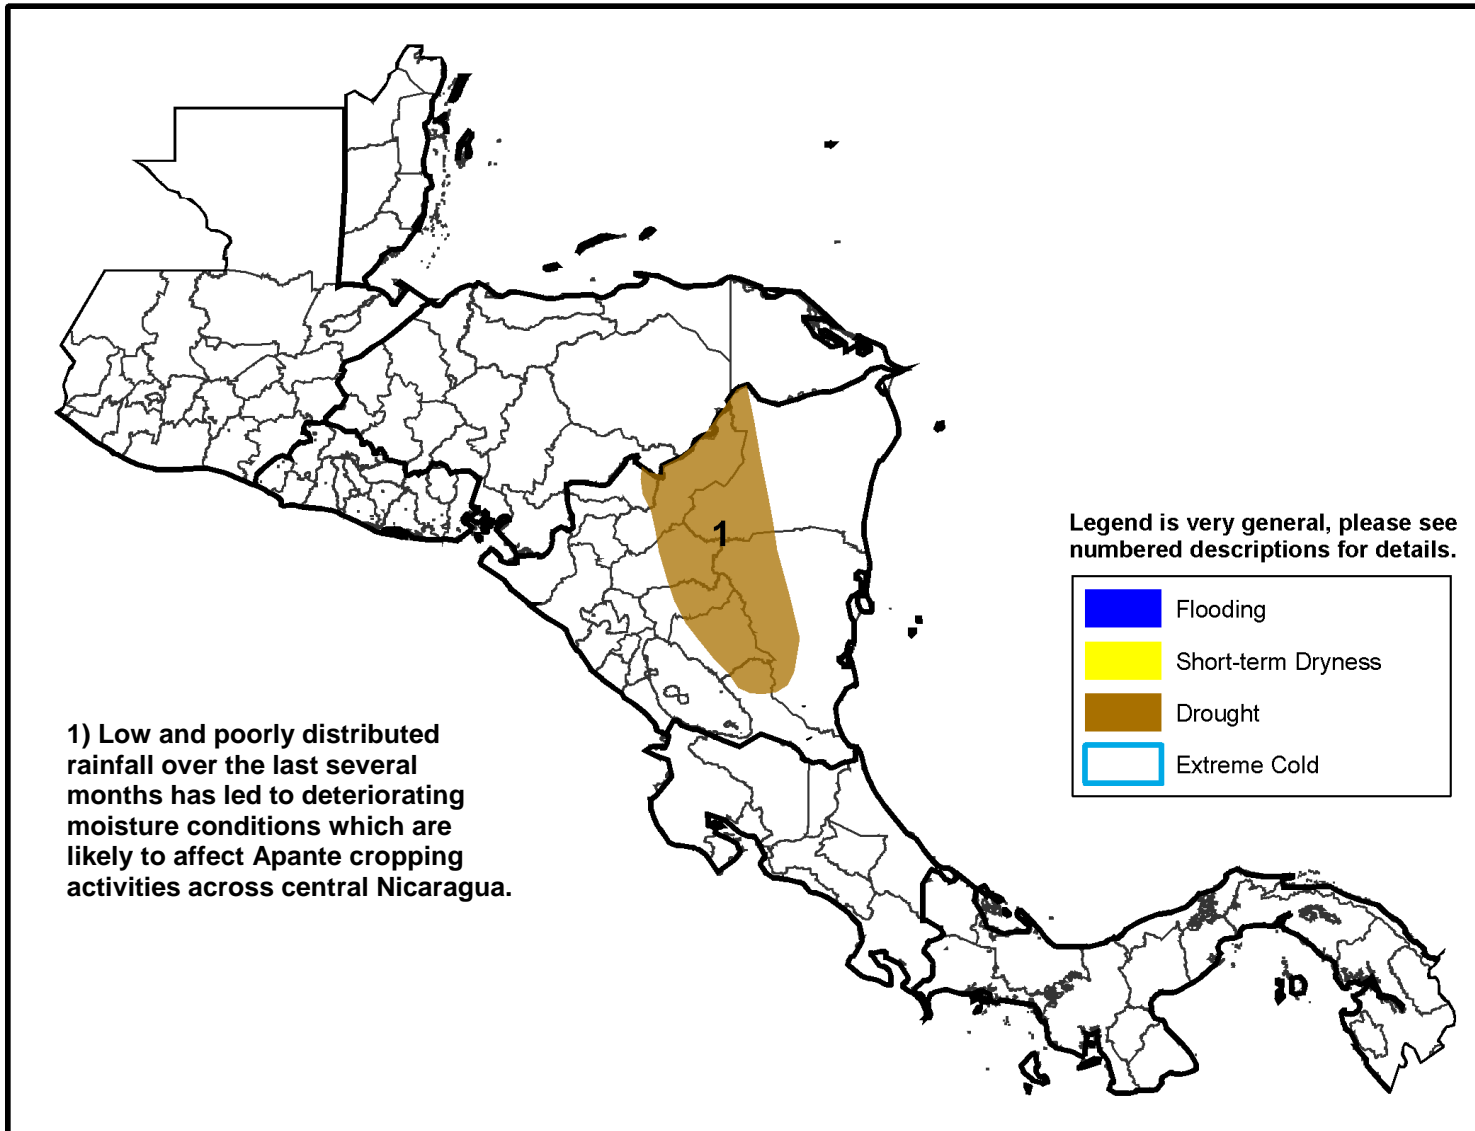 1
Legend is very general, please see
numbered descriptions for details.
Flooding
Short-term Dryness
Drought
Extreme Cold
1) Low and poorly distributed
rainfall over the last several
months has led to deteriorating
moisture conditions which are
likely to affect Apante cropping
activities across central Nicaragua.